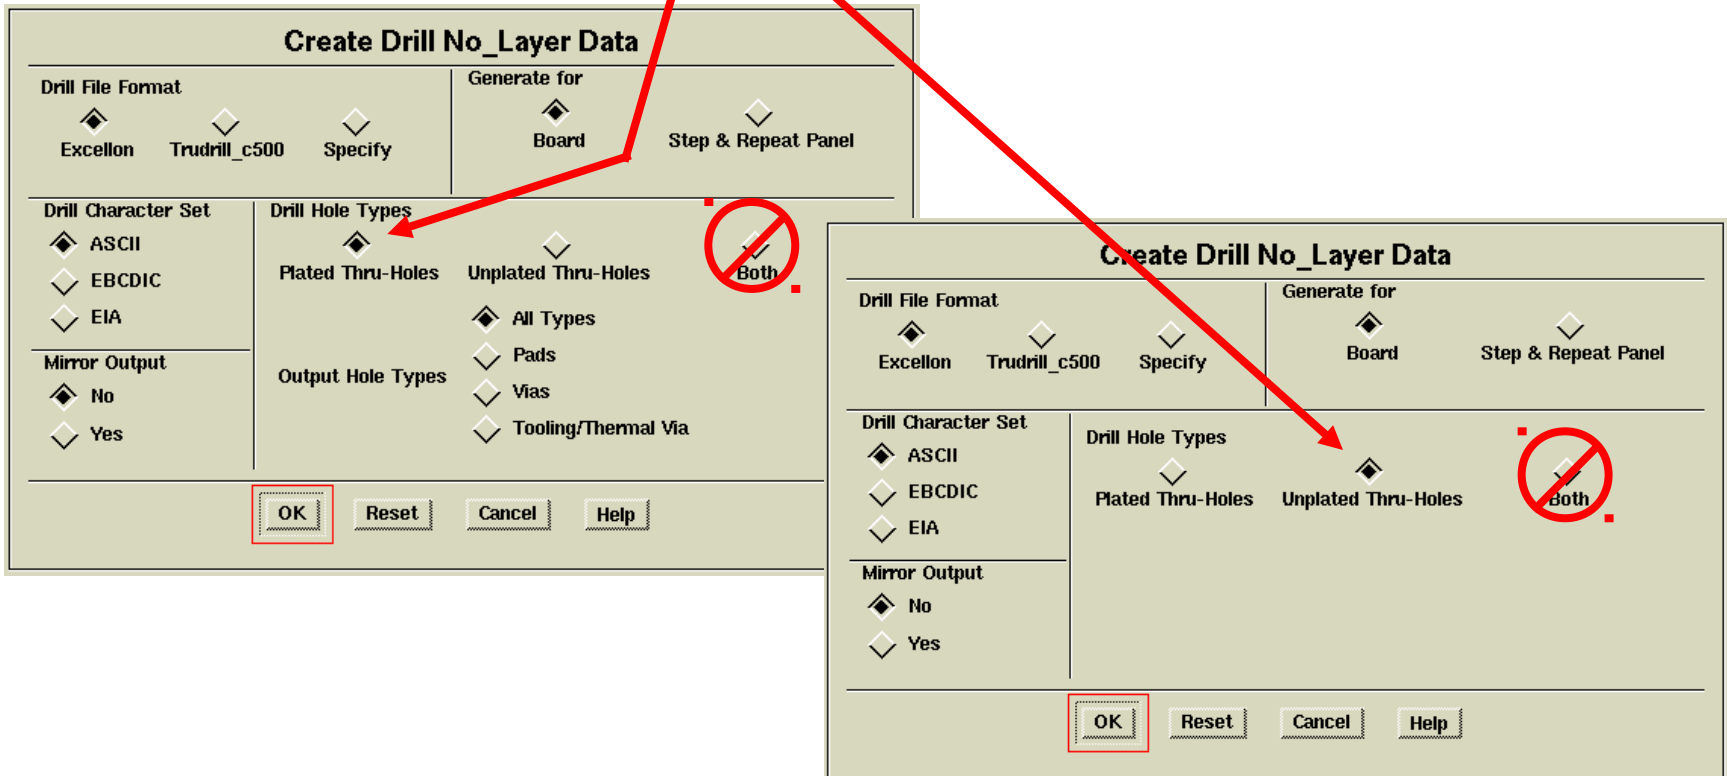 Create Drill No_Layer Data
Drill File Format
Excellon
Trudrill_c500
Specify
Generate for
Board
Step & Repeat Panel
Drill Character Set
ASCII
EBCDIC
EIA
Mirror Output
No
Yes
Drill Hole Types
Plated Thru-Holes
Unplated Thru-Holes
Both
Output Hole Types
All Types
Pads
Vias
Tooling/Thermal Via
OK
Reset
Cancel
Help
Create Drill No_Layer Data
Drill File Format
Excellon
Trudrill_c500
Specify
Generate for
Board
Step & Repeat Panel
Drill Character Set
ASCII
EBCDIC
EIA
Mirror Output
No
Yes
Drill Hole Types
Plated Thru-Holes
Unplated Thru-Holes
Both
OK
Reset
Cancel
Help